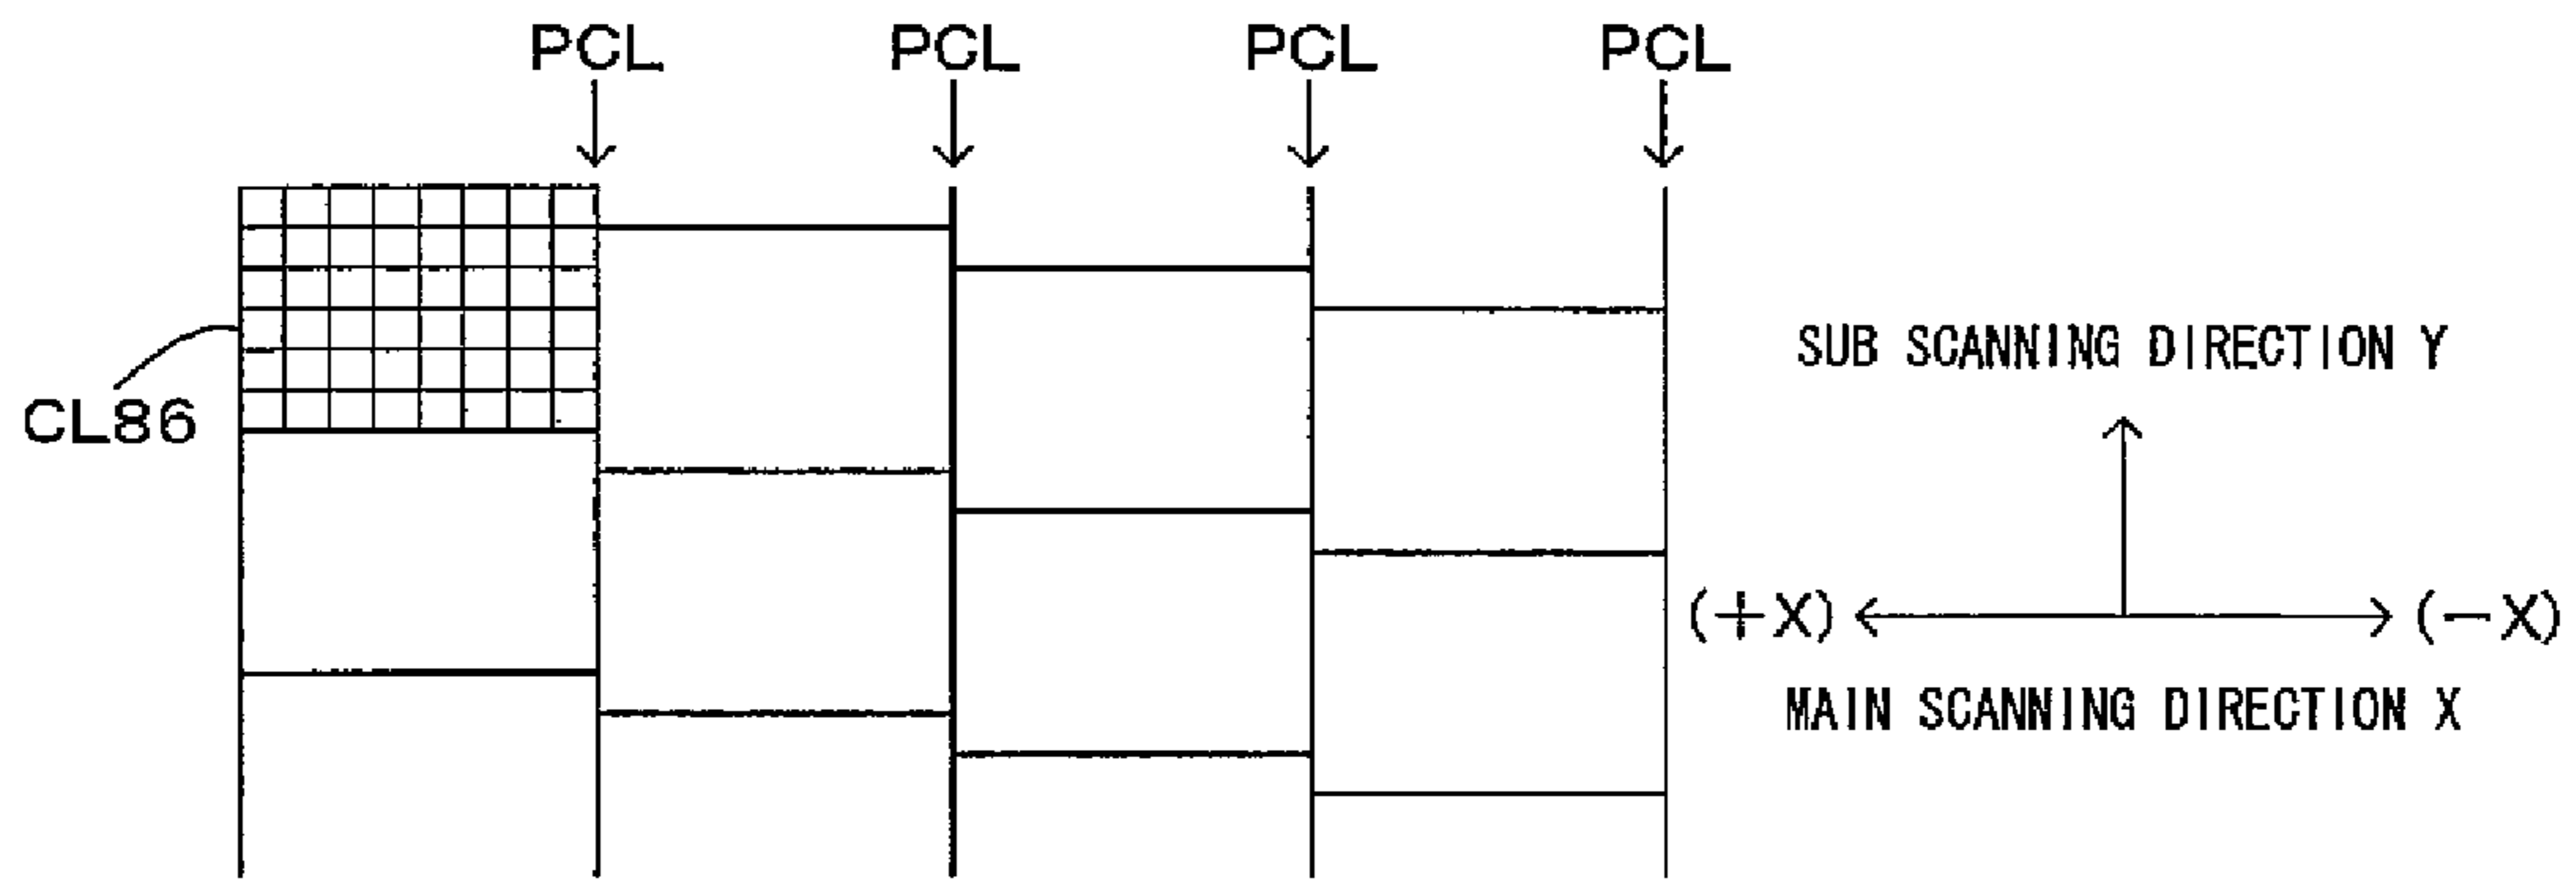 PCL PCL PCL PCL
SUB SCANNING DIRECTION Y
CL86
(+X) (-X)
MAIN SCANNING DIRECTION X